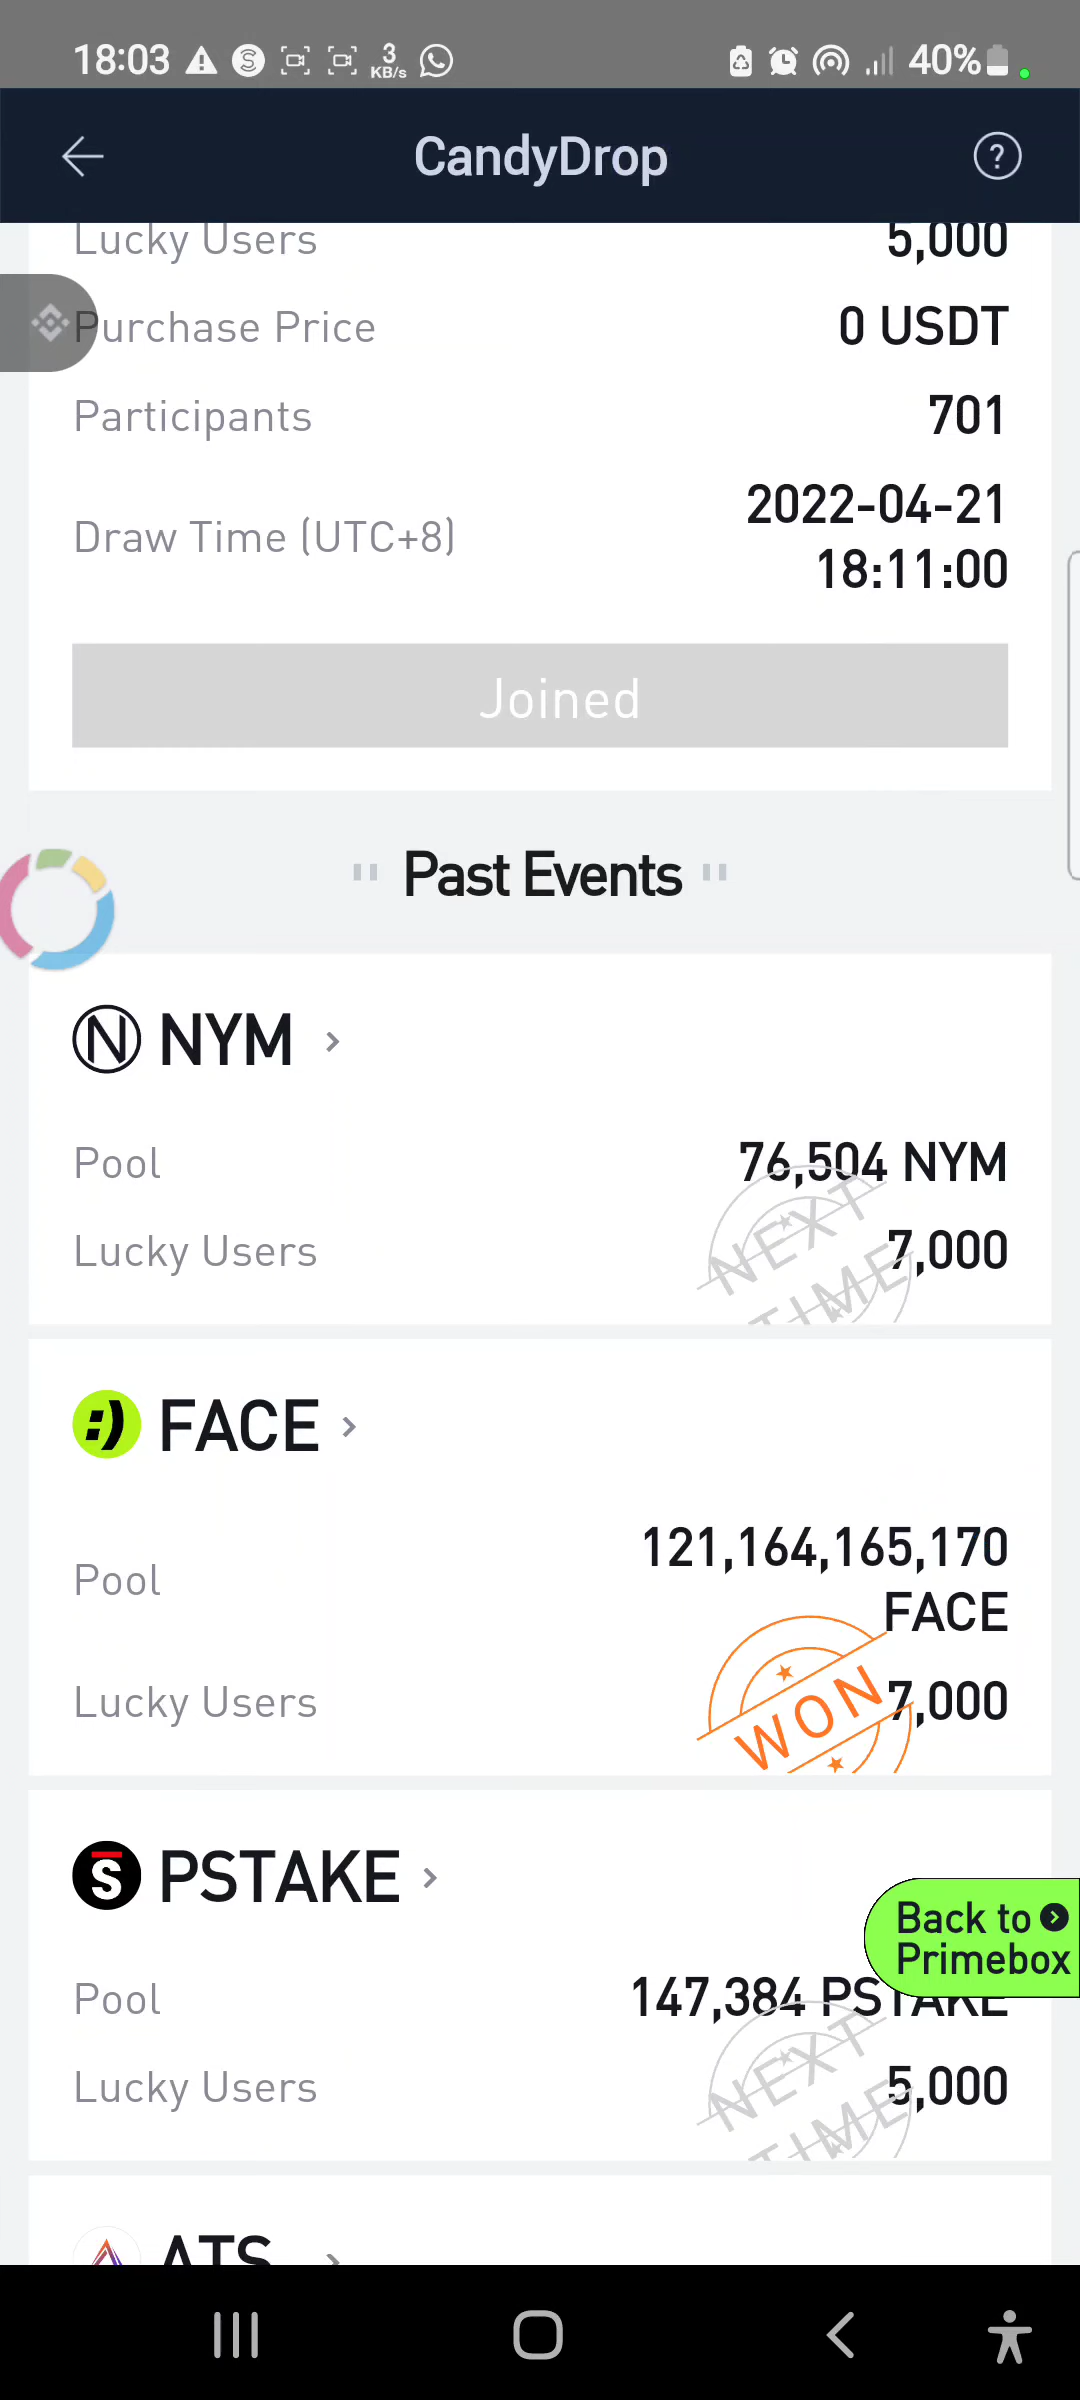 18:03 3 KB/s 40%
CandyDrop ?
Lucky Users 5,000
Purchase Price 0 USDT
Participants 701
Draw Time (UTC+8) 2022-04-21
18:11:00
Joined
Past Events
N NYM
Pool 76,504 NYM
Lucky Users 7,000
NEXT
TIME
:) FACE
Pool 121,164,165,170
FACE
Lucky Users 7,000
WON
S PSTAKE
Back to
Primebox
Pool 147,384 PSTAKE
Lucky Users 5,000
NEXT
TIME
ATS